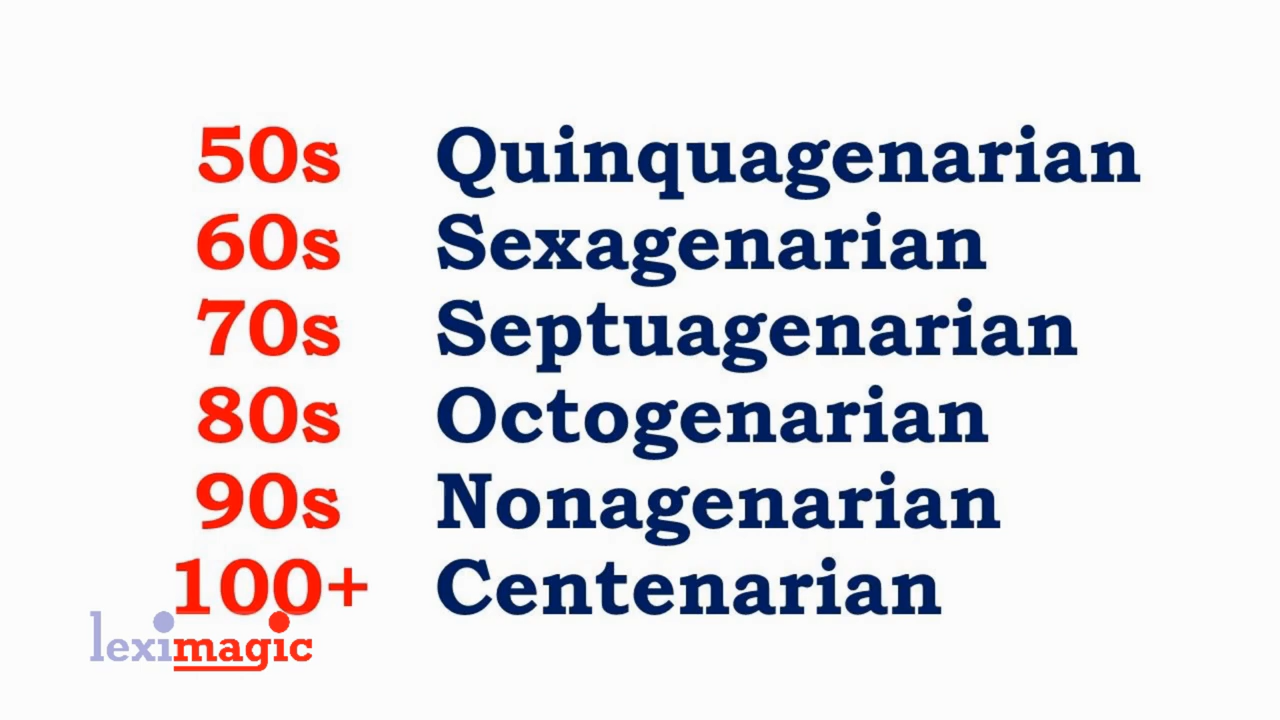 50s Quinquagenarian
60s Sexagenarian
70s Septuagenarian
80s Octogenarian
90s Nonagenarian
100+ Centenarian
leximagic